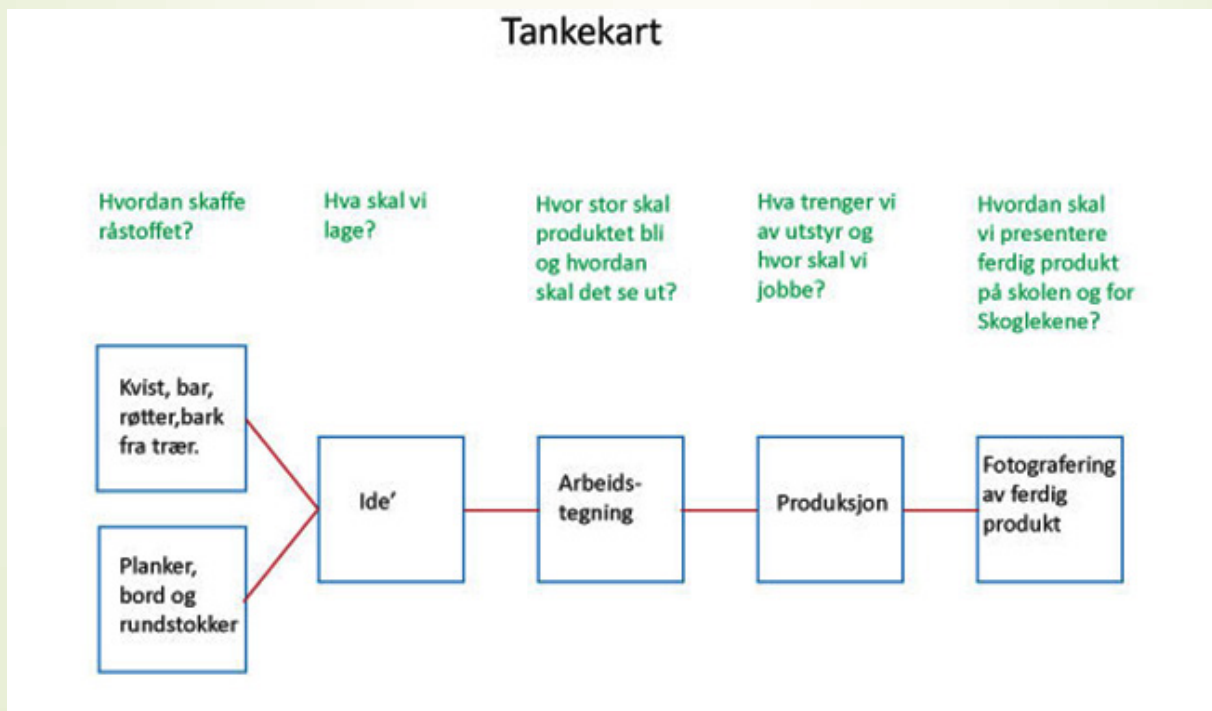 Tankekart
Hvordan skaffe
råstoffet?
Hva skal vi
lage?
Hvor stor skal
produktet bli
og hvordan
skal det se ut?
Hva trenger vi
av utstyr og
hvor skal vi
jobbe?
Hvordan skal
vi presentere
ferdig produkt
på skolen og for
Skoglekene?
Kvist, bar,
røtter,bark
fra trær.
Planker,
bord og
rundstokker
Ide’
Arbeids-
tegning
Produksjon
Fotografering
av ferdig
produkt